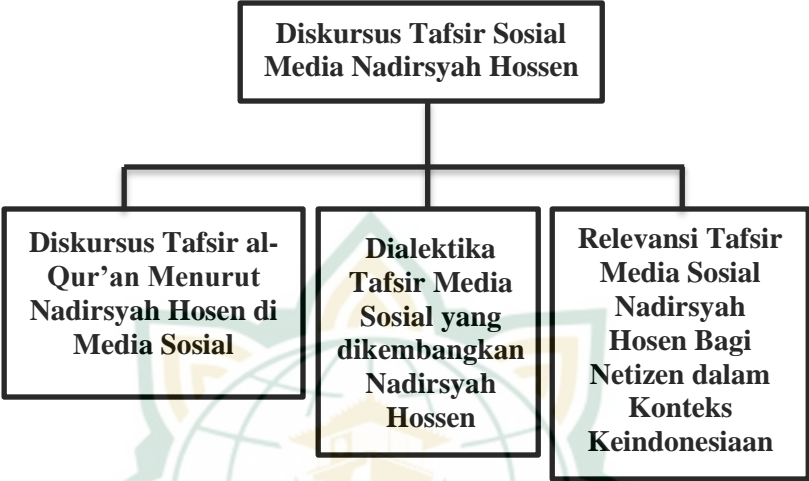 Diskursus Tafsir Sosial
Media Nadirsyah Hossen
Diskursus Tafsir al-
Qur'an Menurut
Nadirsyah Hosen di
Media Sosial
Dialektika
Tafsir Media
Sosial yang
dikembangkan
Nadirsyah
Hossen
Relevansi Tafsir
Media Sosial
Nadirsyah
Hosen Bagi
Netizen dalam
Konteks
Keindonesiaan